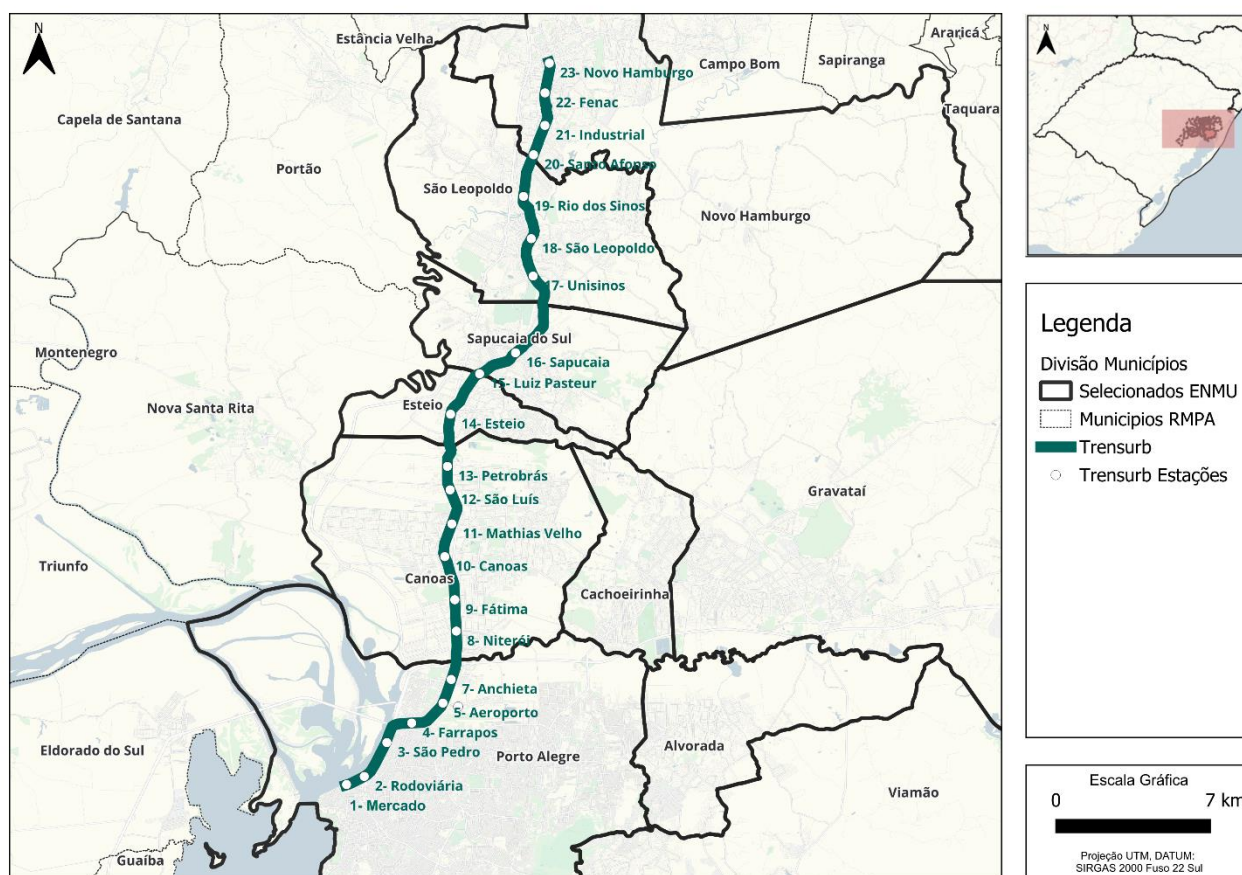 N
Estância Velha
Araricá
Campo Bom
Sapiranga
Taquara
23- Novo Hamburgo
22- Fenac
Capela de Santana
21- Industrial
Portão
20- Santo Afonso
São Leopoldo
19- Rio dos Sinos
Novo Hamburgo
18- São Leopoldo
17- Unisinos
Sapucaia do Sul
Montenegro
16- Sapucaia
15- Luiz Pasteur
Nova Santa Rita
Esteio
14- Esteio
13- Petrobrás
Gravataí
12- São Luís
11- Mathias Velho
Triunfo
10- Canoas
Canoas
Cachoeirinha
9- Fátima
8- Niterói
7- Anchieta
5- Aeroporto
4- Farrapos
Eldorado do Sul
3- São Pedro
Porto Alegre
Alvorada
2- Rodoviária
Viamão
1- Mercado
Guaíba
N
Legenda
Divisão Municípios
Selecionados ENMU
Municipios RMPA
Trensurb
Trensurb Estações
Escala Gráfica
0 7 km
Projeção UTM, DATUM:
SIRGAS 2000 Fuso 22 Sul